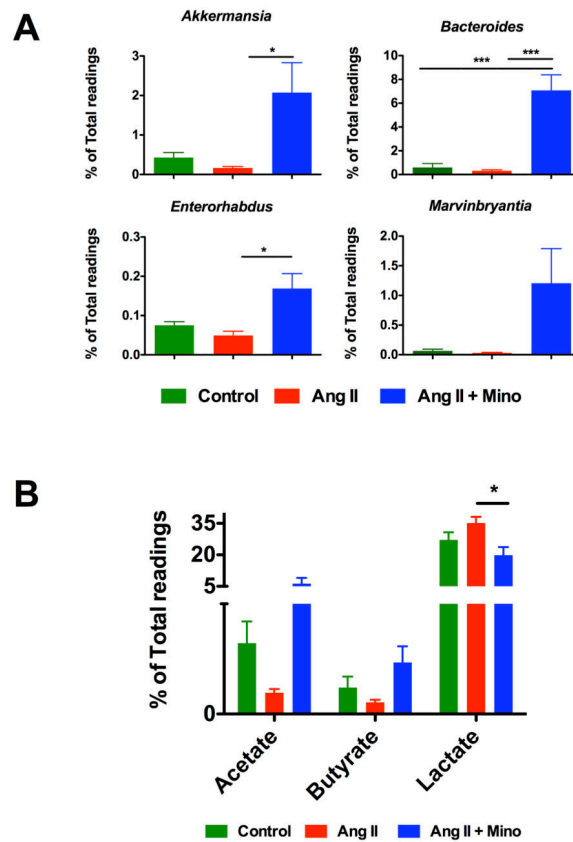 A
Akkermansia
% of Total readings
3
2
1
0
*
Bacteroides
% of Total readings
10
8
6
4
2
0
***
***
Enterorhabdus
% of Total readings
0.3
0.2
0.1
0.0
*
Marvinbryantia
% of Total readings
2.0
1.5
1.0
0.5
0.0
Control Ang II Ang II + Mino
B
% of Total readings
35
20
5
0
*
Acetate
Butyrate
Lactate
Control Ang II Ang II + Mino